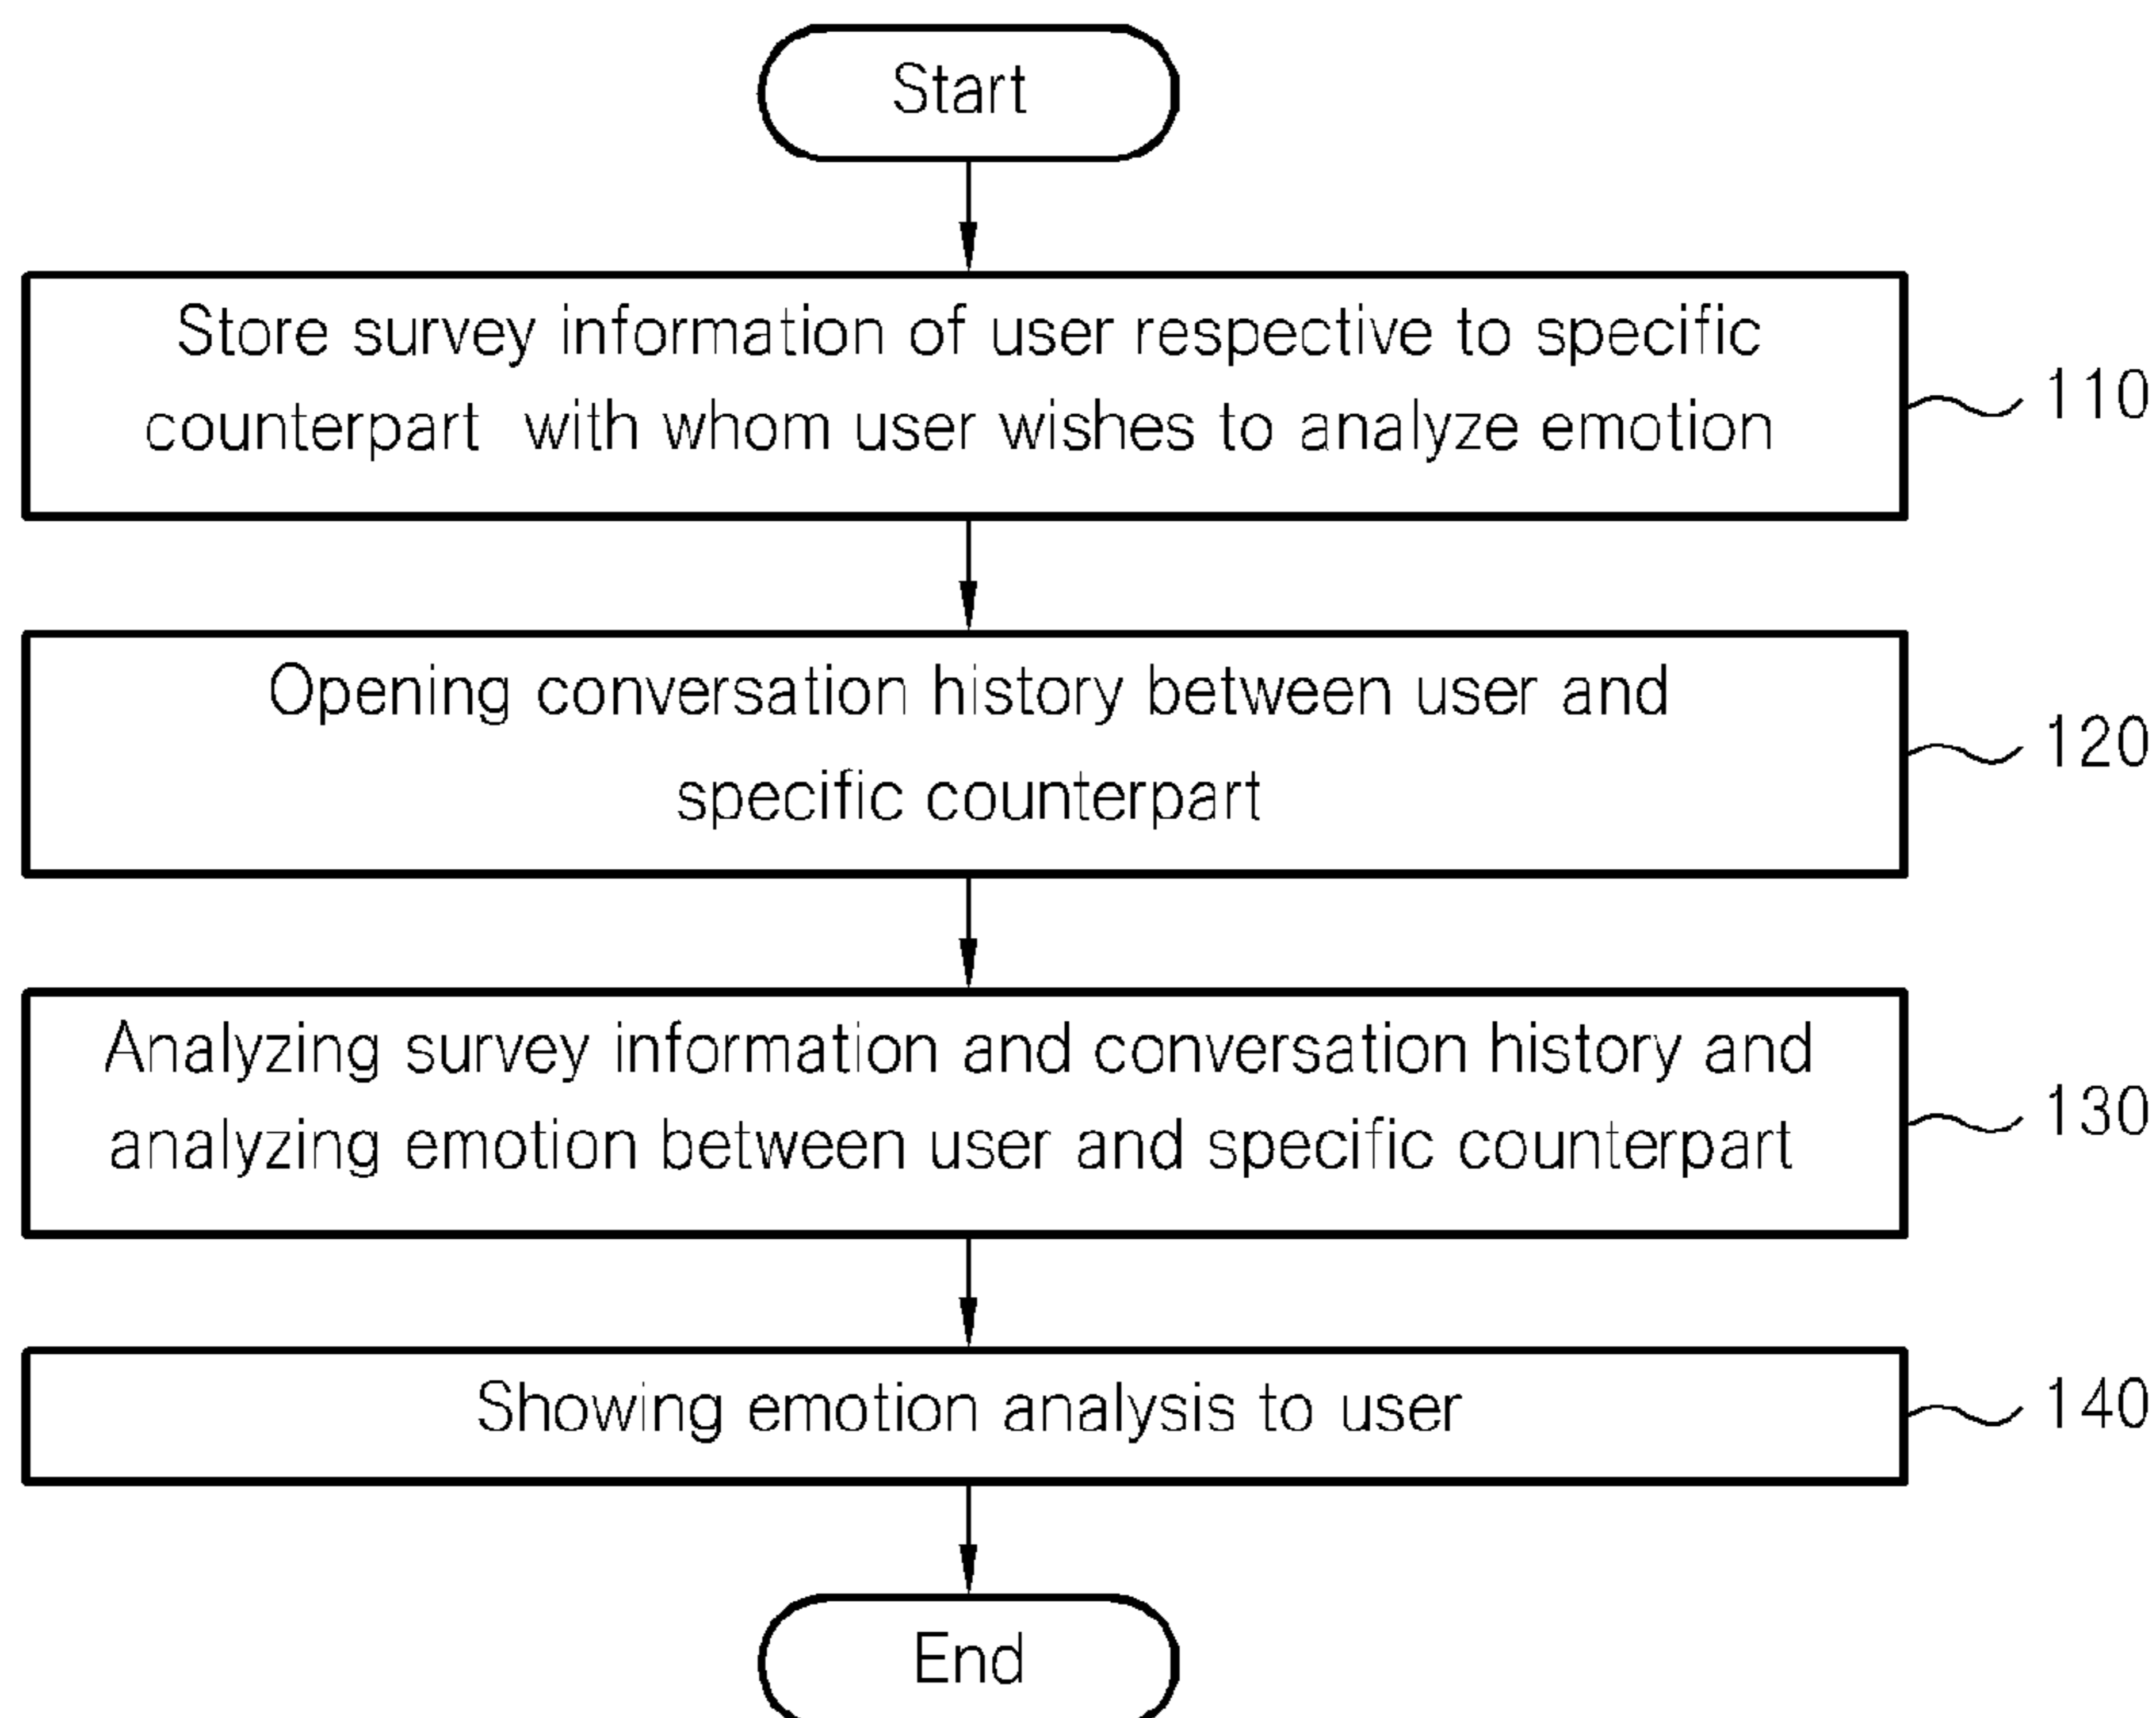 Start
Store survey information of user respective to specific
counterpart with whom user wishes to analyze emotion
110
Opening conversation history between user and
specific counterpart
120
Analyzing survey information and conversation history and
analyzing emotion between user and specific counterpart
130
Showing emotion analysis to user
140
End